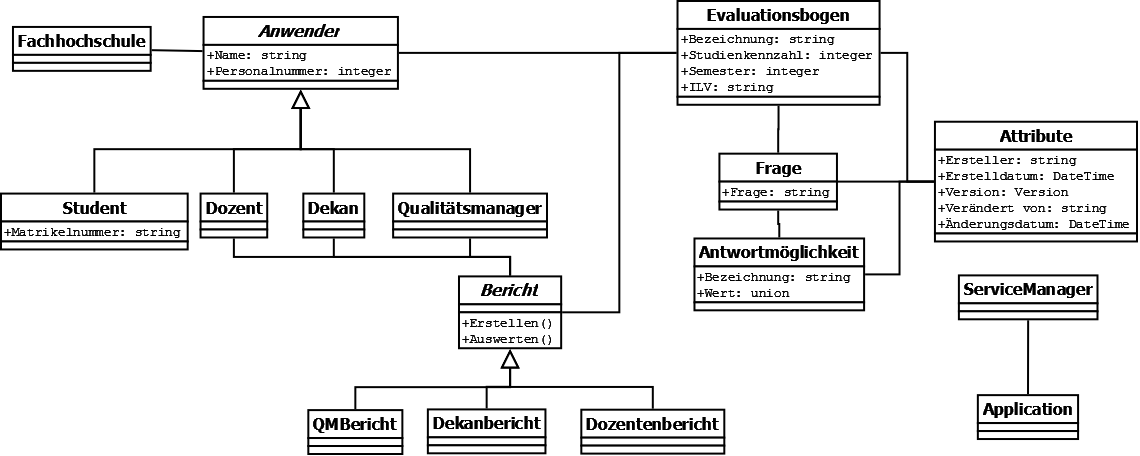 Fachhochschule
Anwender
+Name: string
+Personalnummer: integer
Evaluationsbogen
+Bezeichnung: string
+Studienkennzahl: integer
+Semester: integer
+ILV: string
Attribute
+Ersteller: string
+Erstelldatum: DateTime
+Version: Version
+Verändert von: string
+Änderungsdatum: DateTime
Frage
+Frage: string
Student
+Matrikelnummer: string
Dozent
Dekan
Qualitätsmanager
Antwortmöglichkeit
+Bezeichnung: string
+Wert: union
Bericht
+Erstellen()
+Auswerten()
ServiceManager
Application
QMBericht
Dekanbericht
Dozentenbericht